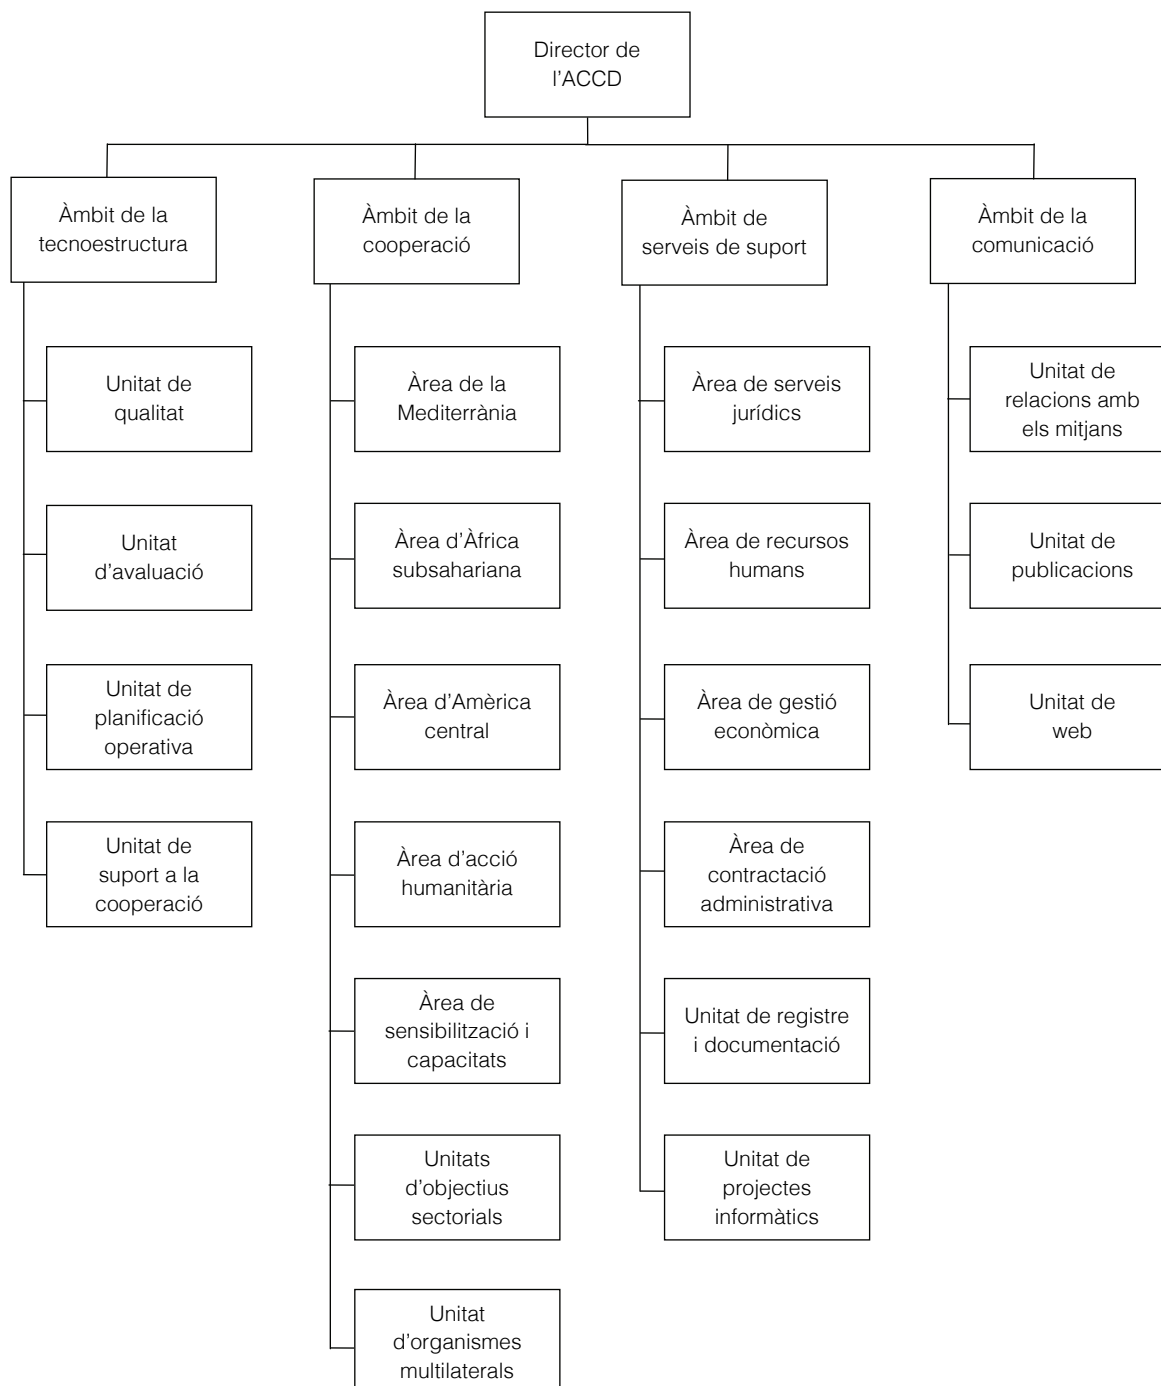 Director de
l'ACCD
Àmbit de la
tecnoestructura
Unitat de
qualitat
Unitat
d'avaluació
Unitat de
planificació
operativa
Unitat de
suport a la
cooperació
Àmbit de la
cooperació
Àrea de la
Mediterrània
Àrea d'Àfrica
subsahariana
Àrea d'Amèrica
central
Àrea d'acció
humanitària
Àrea de
sensibilització i
capacitats
Unitats
d'objectius
sectorials
Unitat
d'organismes
multilaterals
Àmbit de
serveis de suport
Àrea de serveis
jurídics
Àrea de recursos
humans
Àrea de gestió
econòmica
Àrea de
contractació
administrativa
Unitat de registre
i documentació
Unitat de
projectes
informàtics
Àmbit de la
comunicació
Unitat de
relacions amb
els mitjans
Unitat de
publicacions
Unitat de
web